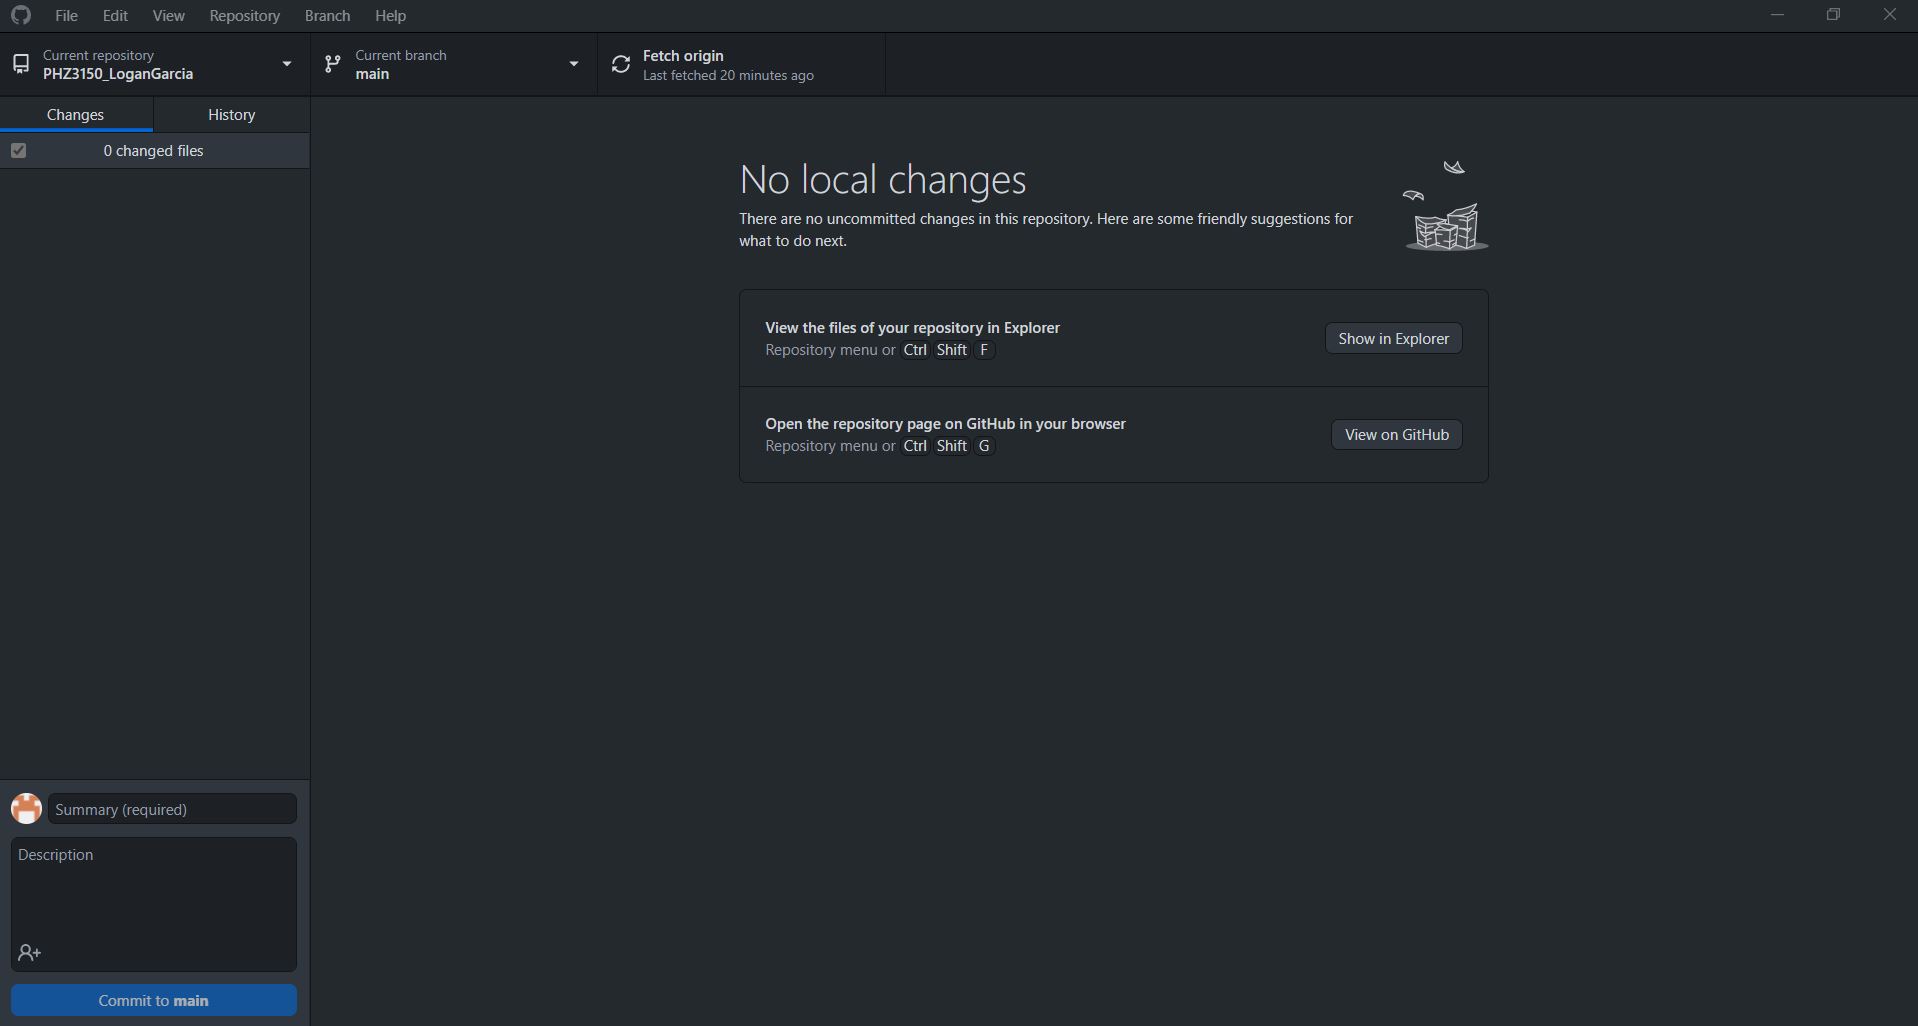 File Edit View Repository Branch Help
Current repository
PHZ3150_LoganGarcia
Current branch
main
Fetch origin
Last fetched 20 minutes ago
Changes
History
0 changed files
No local changes
There are no uncommitted changes in this repository. Here are some friendly suggestions for
what to do next.
View the files of your repository in Explorer
Repository menu or Ctrl Shift F
Show in Explorer
Open the repository page on GitHub in your browser
Repository menu or Ctrl Shift G
View on GitHub
Summary (required)
Description
Commit to main